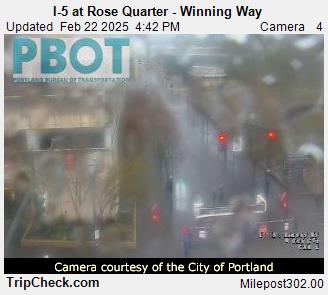 I-5 at Rose Quarter - Winning Way
Updated Feb 22 2025 4:42 PM Camera 4
PBOT
PORTLAND BUREAU OF TRANSPORTATION
Camera courtesy of the City of Portland
TripCheck.com Milepost302.00